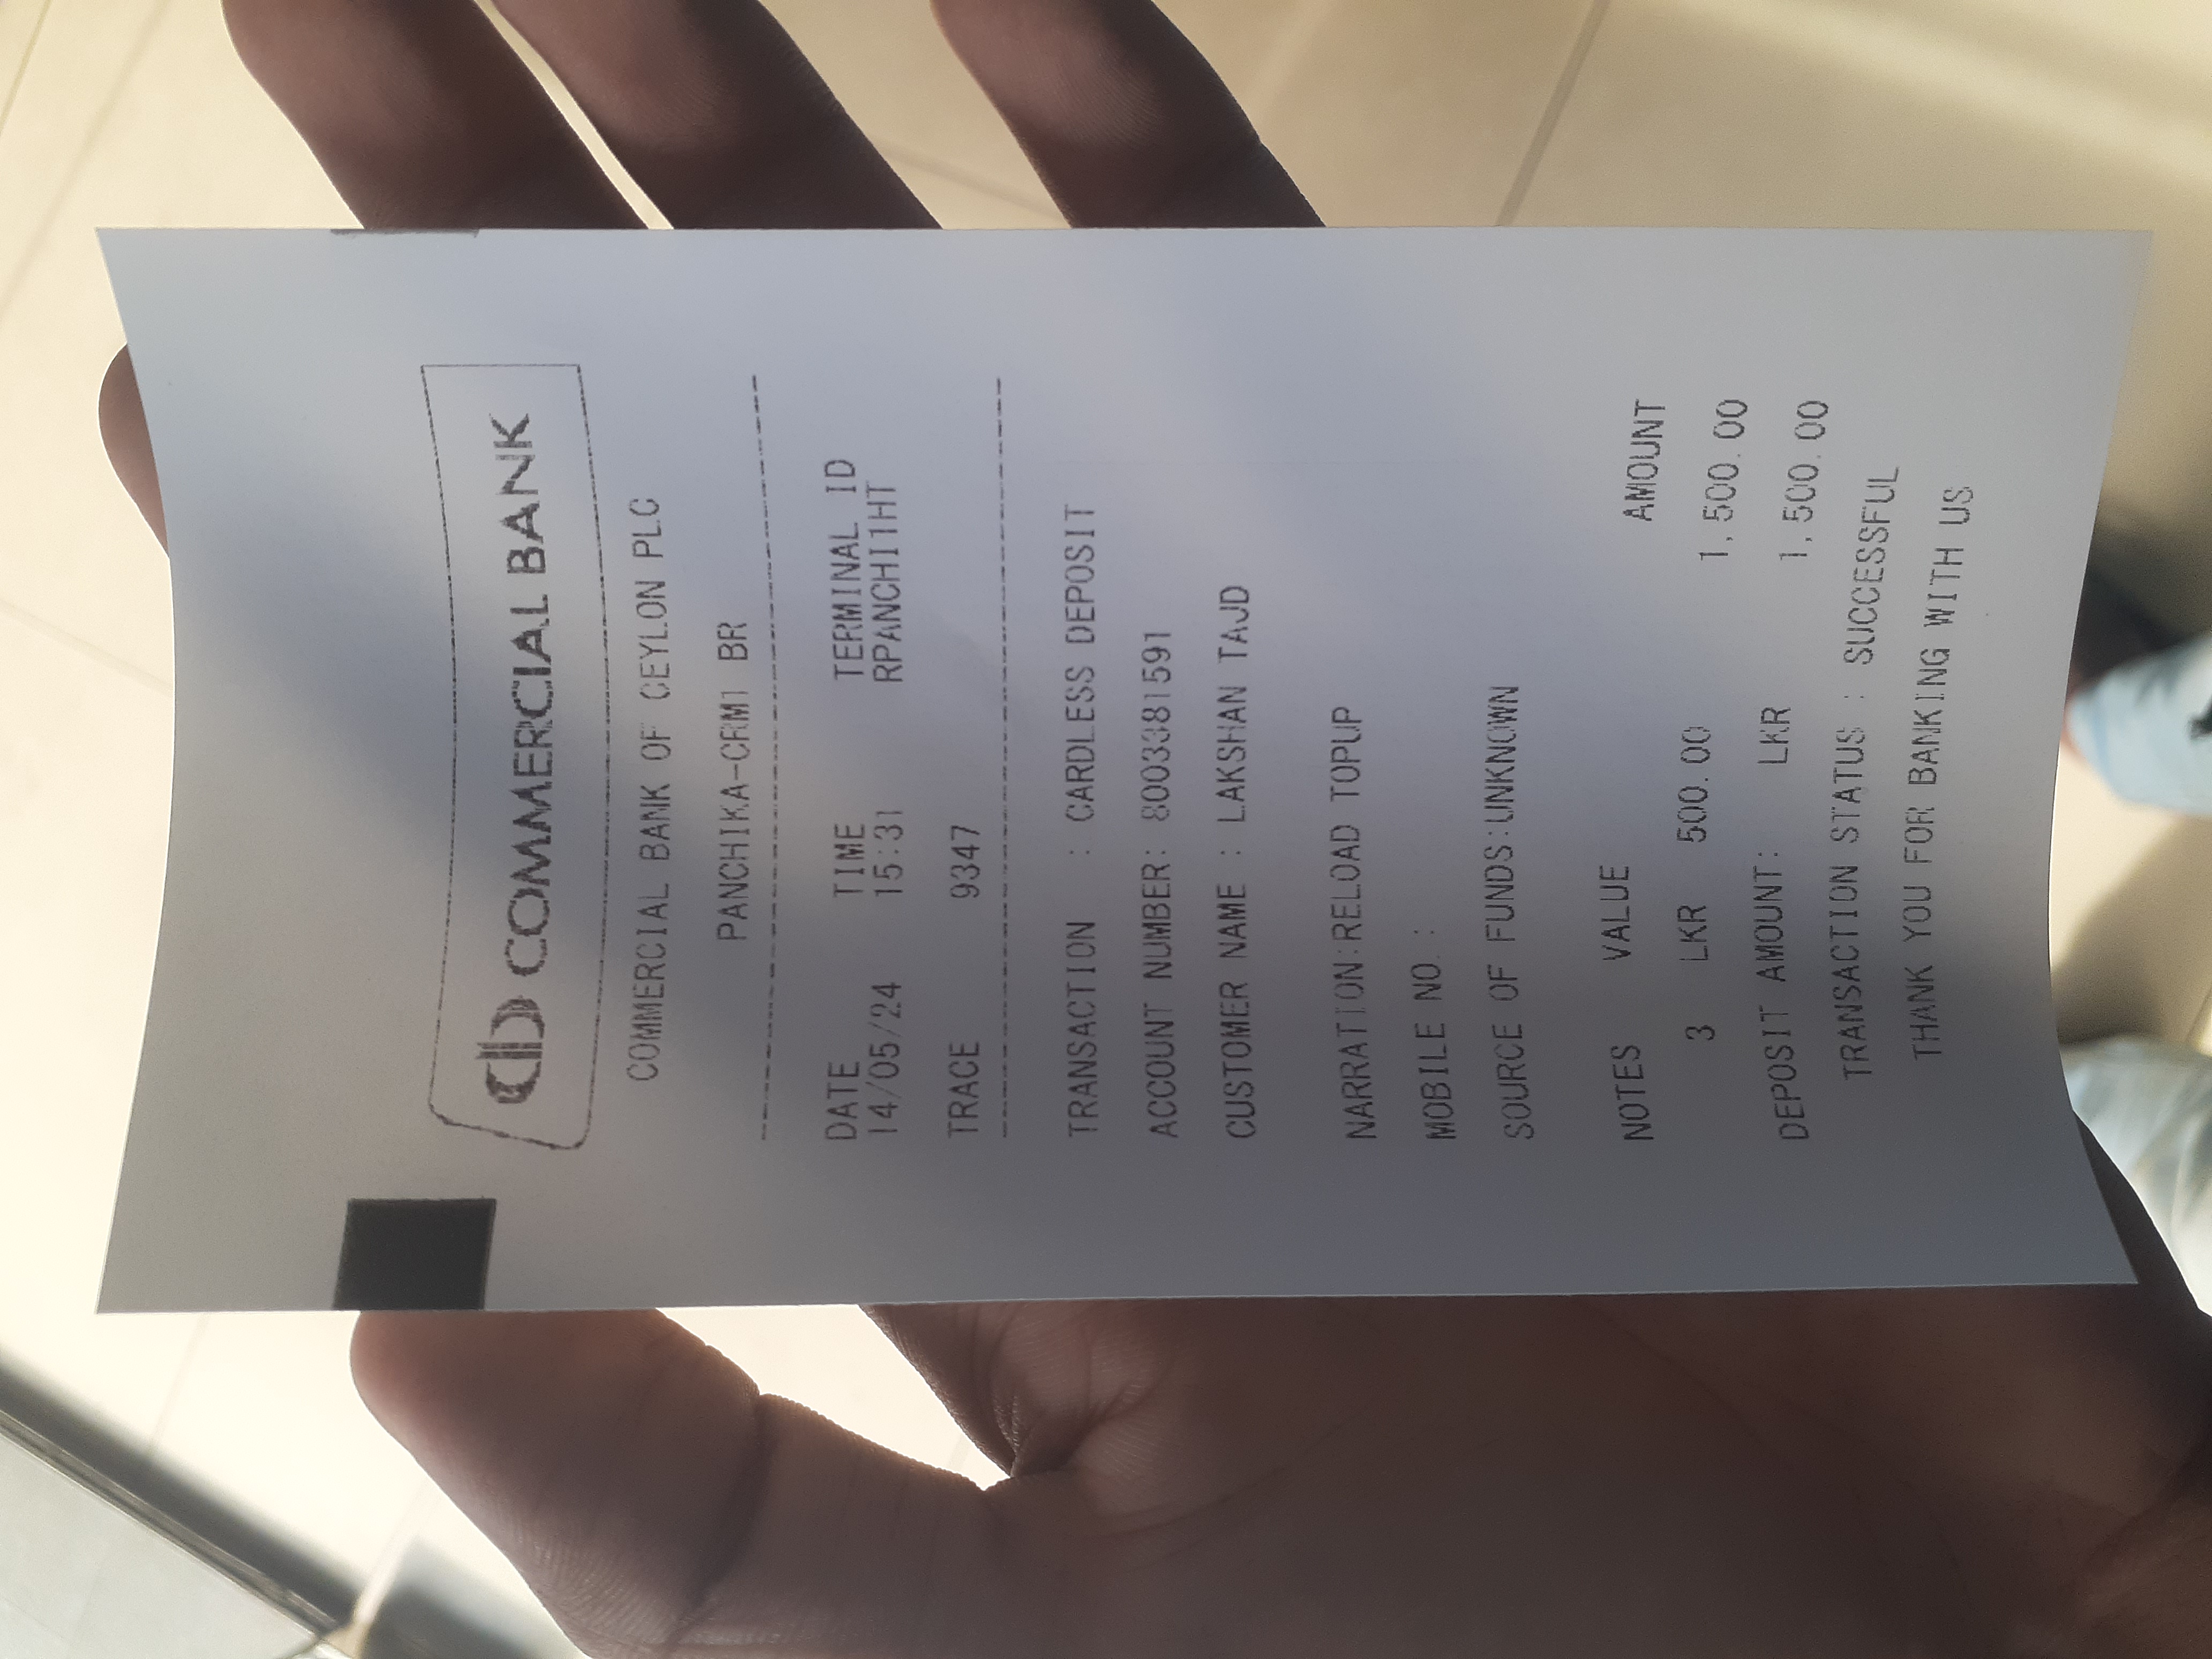 COMMERCIAL BANK
COMMERCIAL BANK OF CEYLON PLC
PANCHIKA-CRM1 BR
DATE TIME TERMINAL ID
14/05/24 15:31 RPANCHI1HT
TRACE 9347
TRANSACTION : CARDLESS DEPOSIT
ACCOUNT NUMBER: 8003381591
CUSTOMER NAME : LAKSHAN TAJD
NARRATION:RELOAD TOPUP
MOBILE NO. :
SOURCE OF FUNDS:UNKNOWN
NOTES VALUE AMOUNT
3 LKR 500.00 1,500.00
DEPOSIT AMOUNT: LKR 1,500.00
TRANSACTION STATUS : SUCCESSFUL
THANK YOU FOR BANKING WITH US